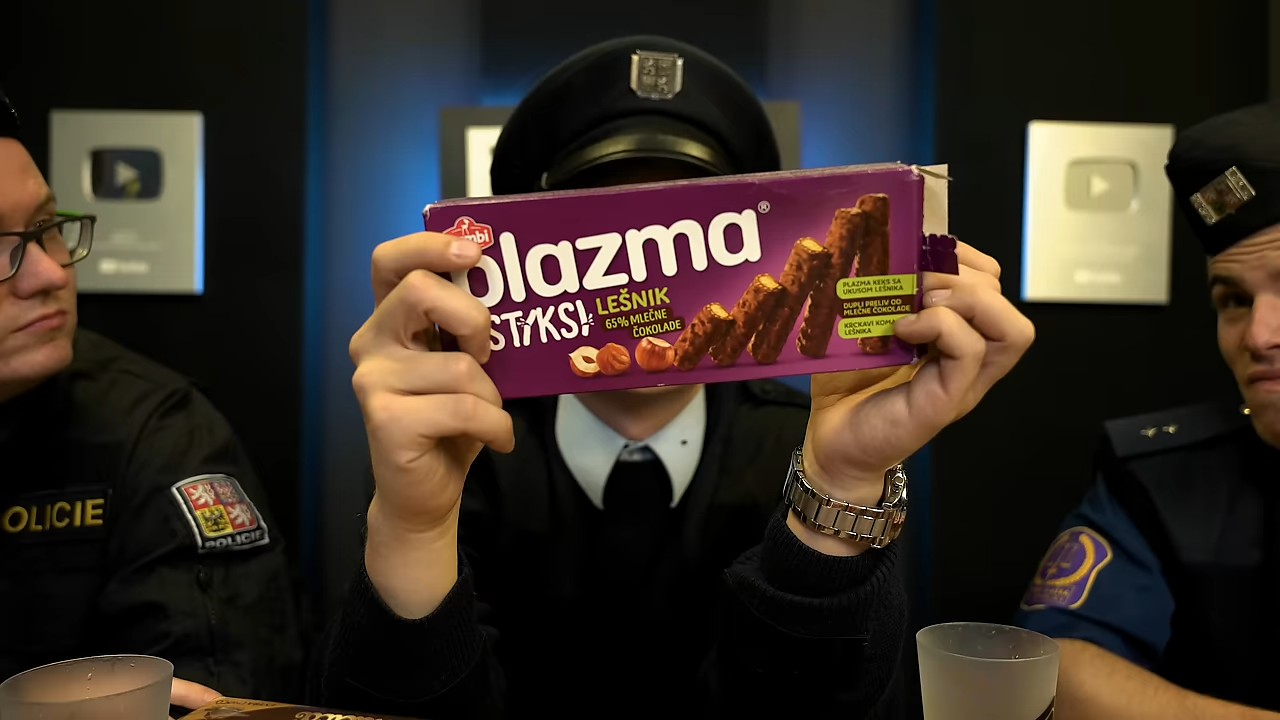 plazma®
STIKS!
LEŠNIK
65% MLEČNE
ČOKOLADE
PLAZMA KEKS SA
UKUSOM LEŠNIKA
DUPLI PRELIV OD
MLEČNE ČOKOLADE
KRCKAVI KOMA
LEŠNIKA
OLICIE
POLICIE